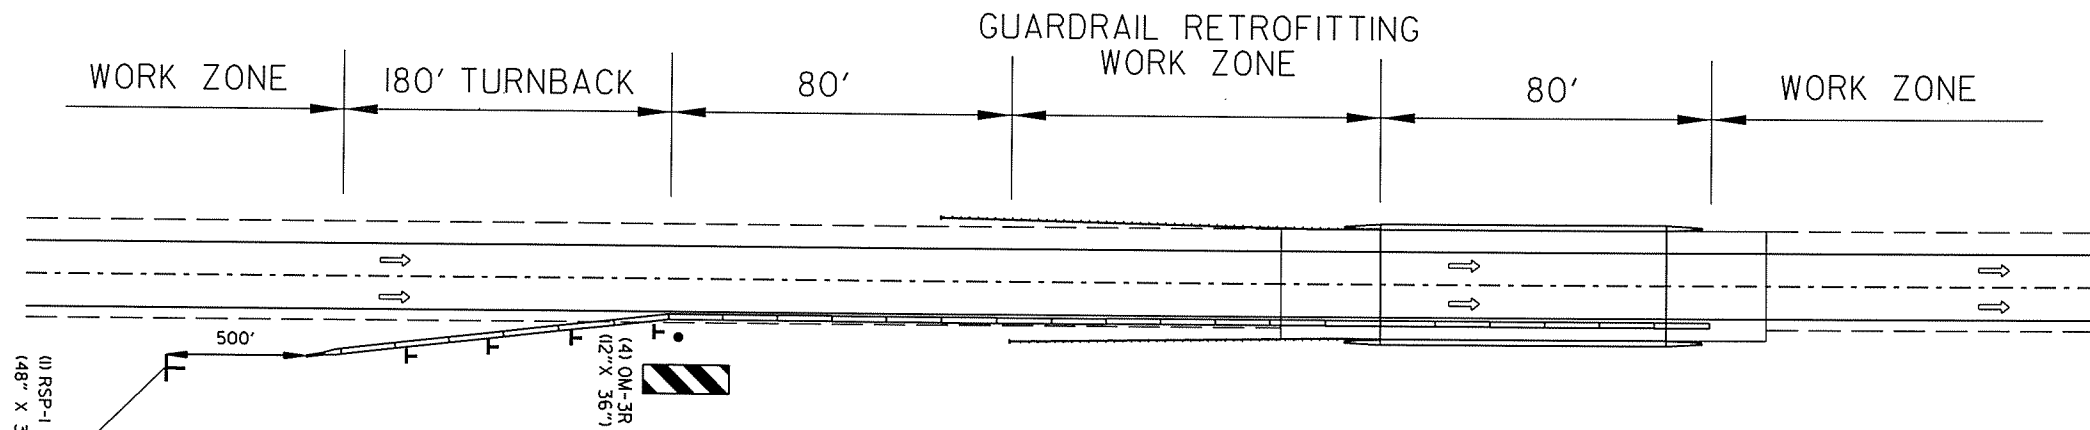 GUARDRAIL RETROFITTING
WORK ZONE
WORK ZONE
180' TURNBACK
80'
80'
WORK ZONE
500'
(1) RSP-1
(48" X 3
(4) OM-3R
(12"X 36")